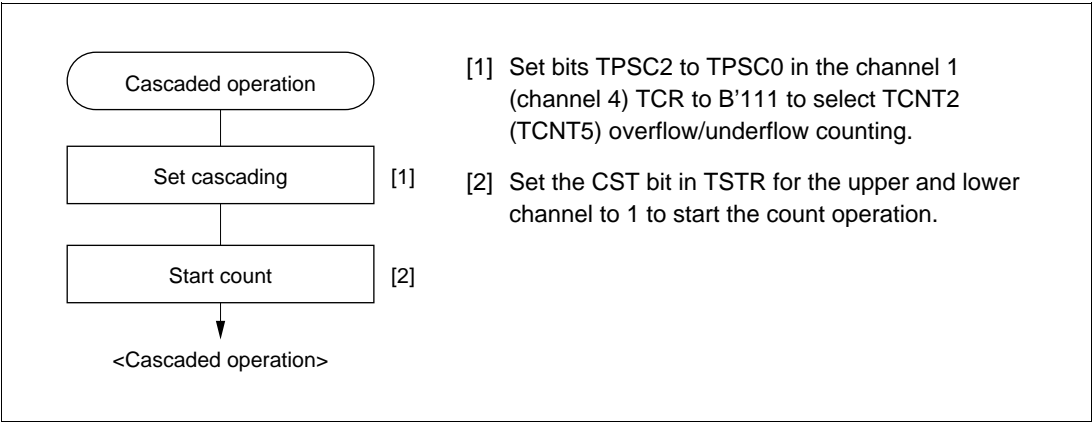 Cascaded operation
Set cascading
[1]
Start count
[2]
<Cascaded operation>
[1] Set bits TPSC2 to TPSC0 in the channel 1
(channel 4) TCR to B'111 to select TCNT2
(TCNT5) overflow/underflow counting.
[2] Set the CST bit in TSTR for the upper and lower
channel to 1 to start the count operation.